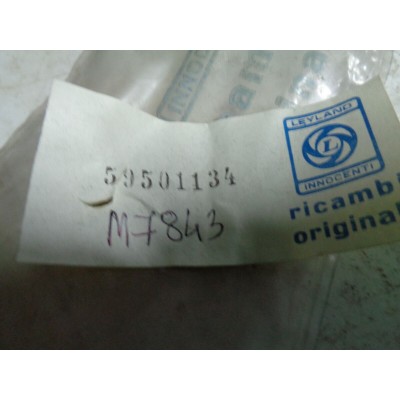 59501134
M7843
LEYLAND
L
INNOCENTI
ricambi
original